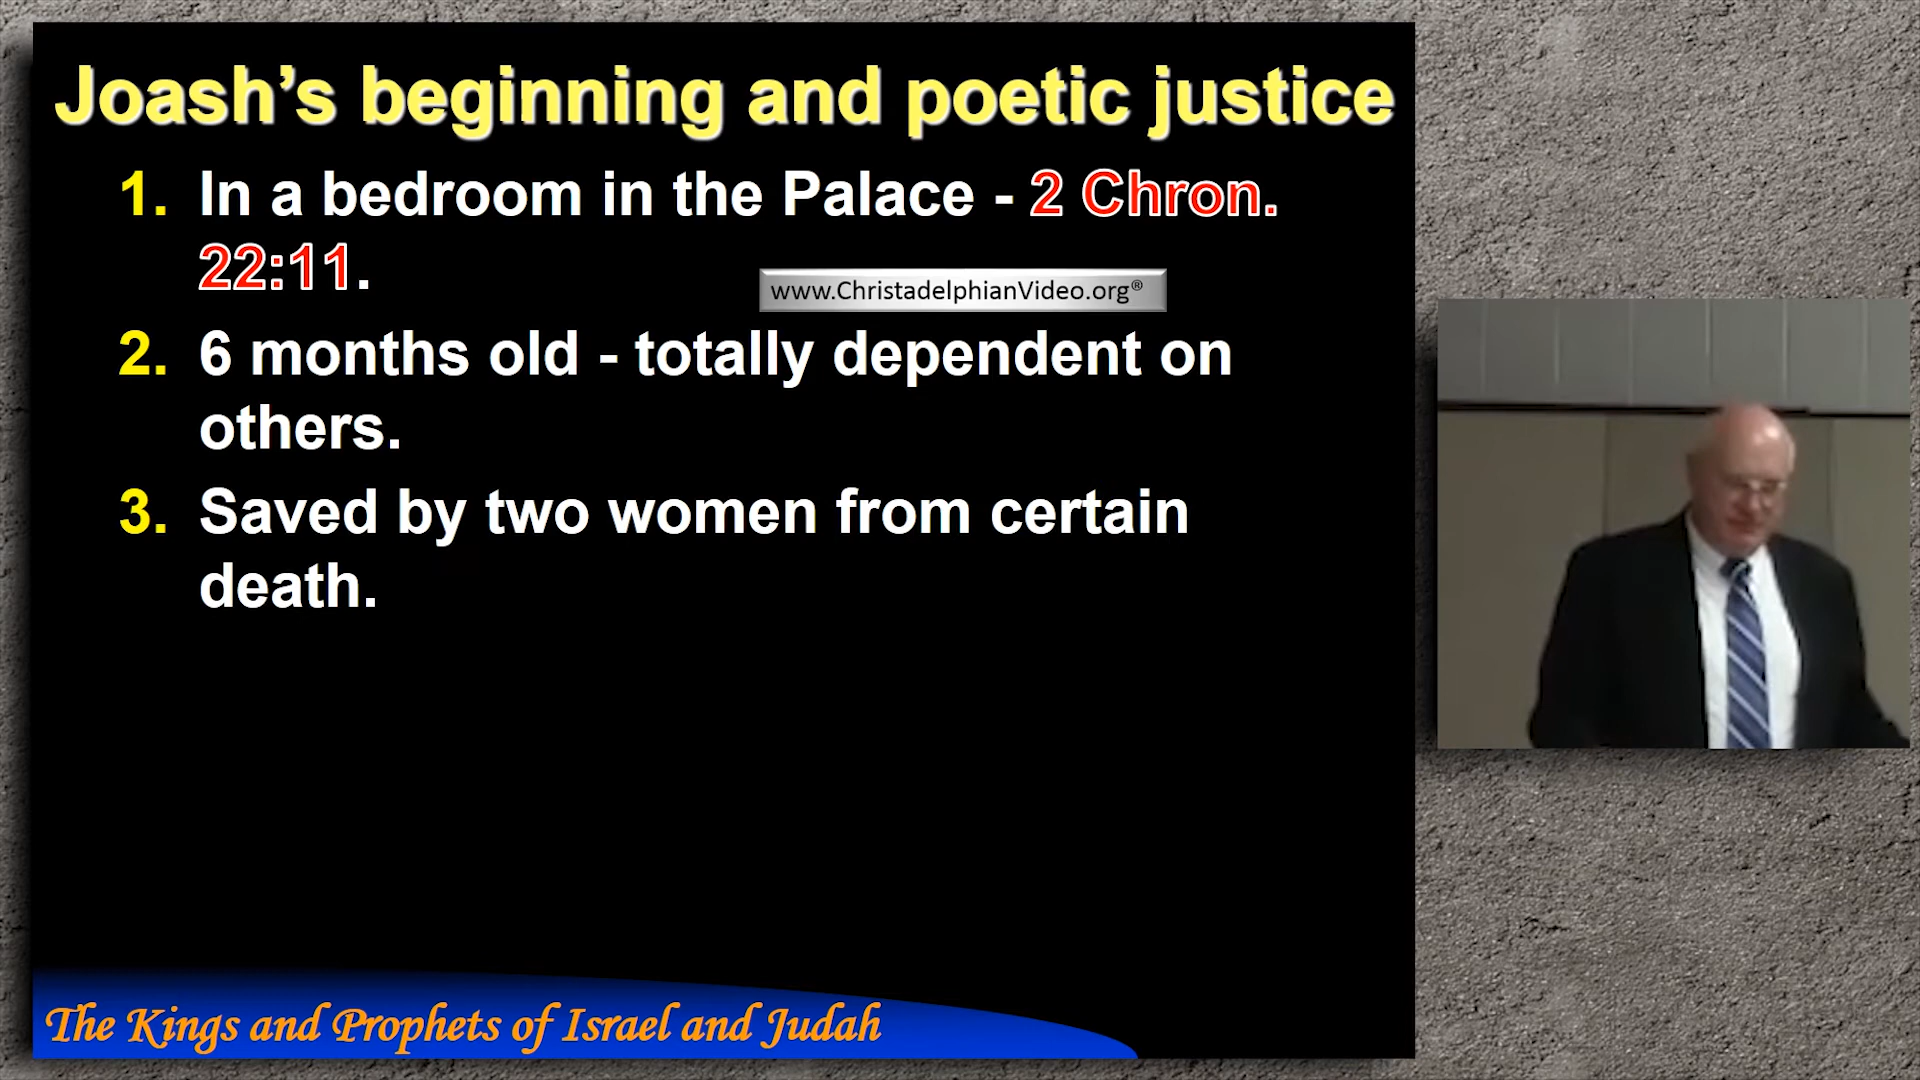 Joash’s beginning and poetic justice
1. In a bedroom in the Palace - 2 Chron.
22:11.
www.ChristadelphianVideo.org®
2. 6 months old - totally dependent on
others.
3. Saved by two women from certain
death.
The Kings and Prophets of Israel and Judah